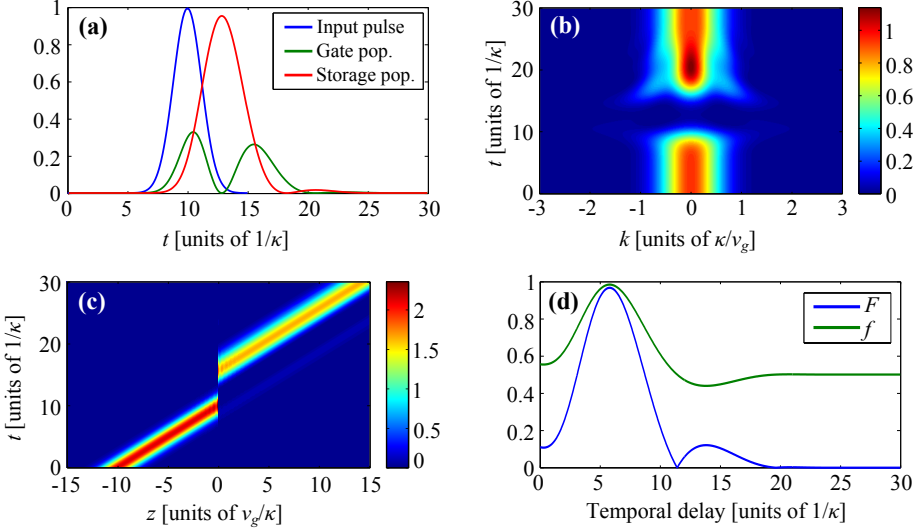 (a)
Input pulse
Gate pop.
Storage pop.
1
0.8
0.6
0.4
0.2
0
0 5 10 15 20 25 30
t [units of 1/κ]
(b)
t [units of 1/κ]
30
20
10
0
-3 -2 -1 0 1 2 3
k [units of κ/v_g]
1
0.8
0.6
0.4
0.2
0
(c)
t [units of 1/κ]
30
20
10
0
-15 -10 -5 0 5 10 15
z [units of v_g/κ]
2
1.5
1
0.5
0
(d)
F
f
1
0.8
0.6
0.4
0.2
0
0 5 10 15 20 25 30
Temporal delay [units of 1/κ]